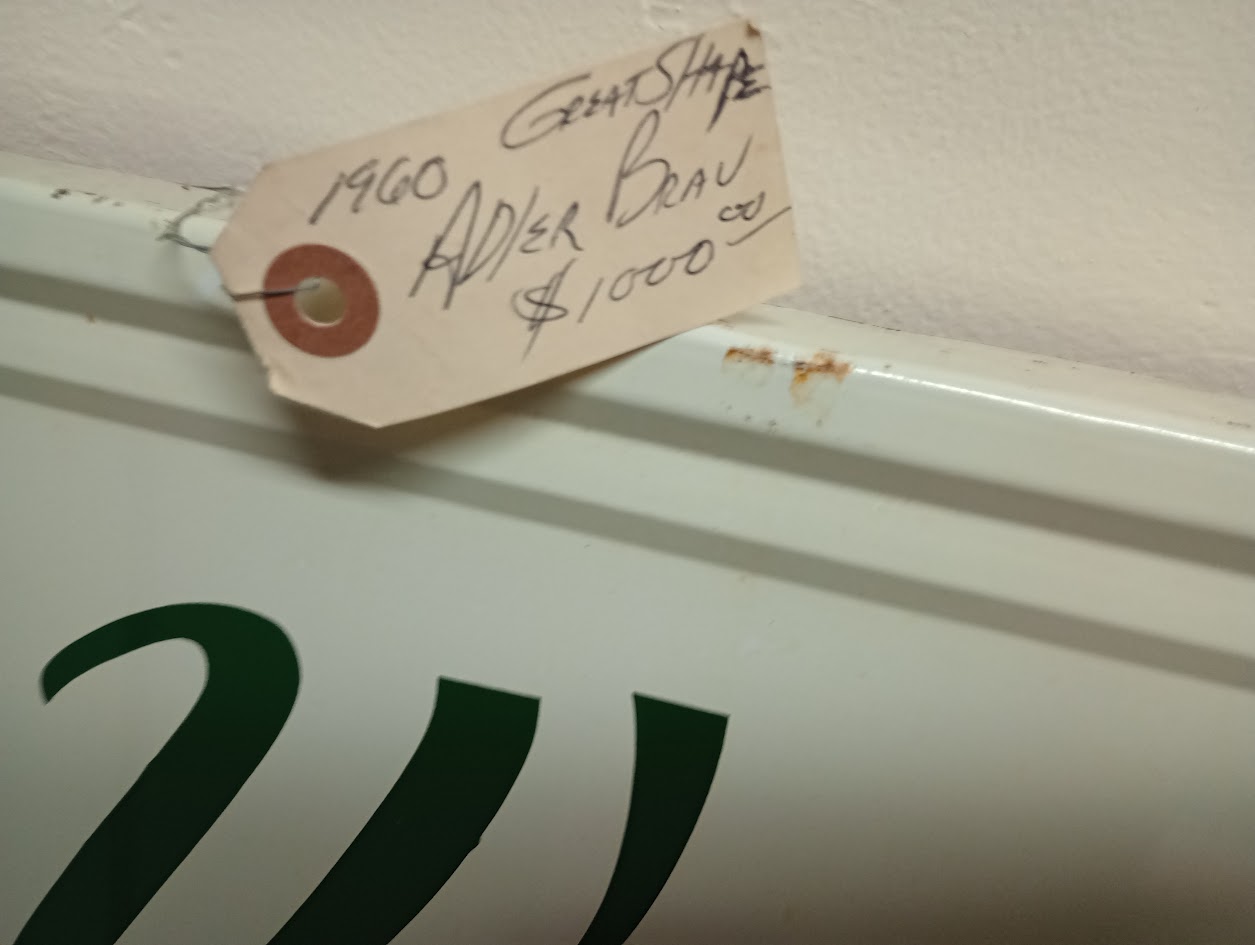 GREAT SHAPE
1960 ADLER BRAU
$1000 00